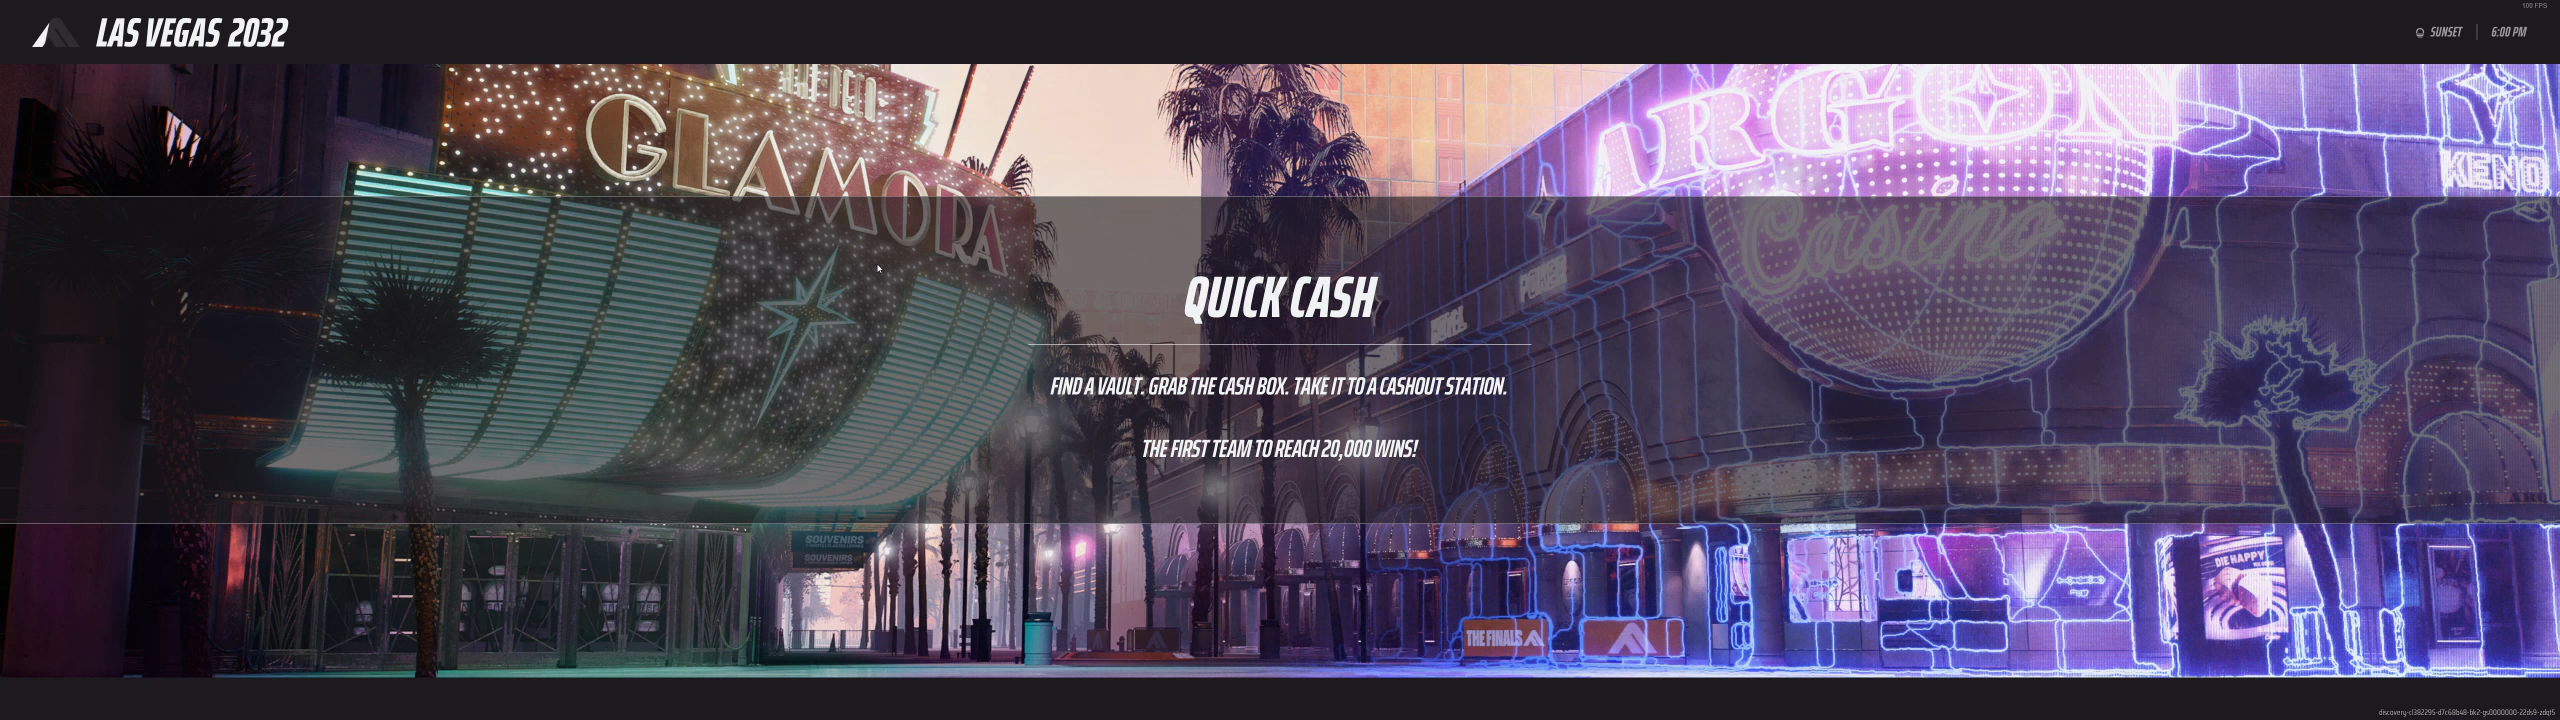 100 FPS
LAS VEGAS 2032
SUNSET
6:00 PM
GLAMORA
ARGON
Casino
KENO
QUICK CASH
FIND A VAULT. GRAB THE CASH BOX. TAKE IT TO A CASHOUT STATION.
THE FIRST TEAM TO REACH 20,000 WINS!
SOUVENIRS
SOUVENIRS
DIE HAPPY
THE FINALS